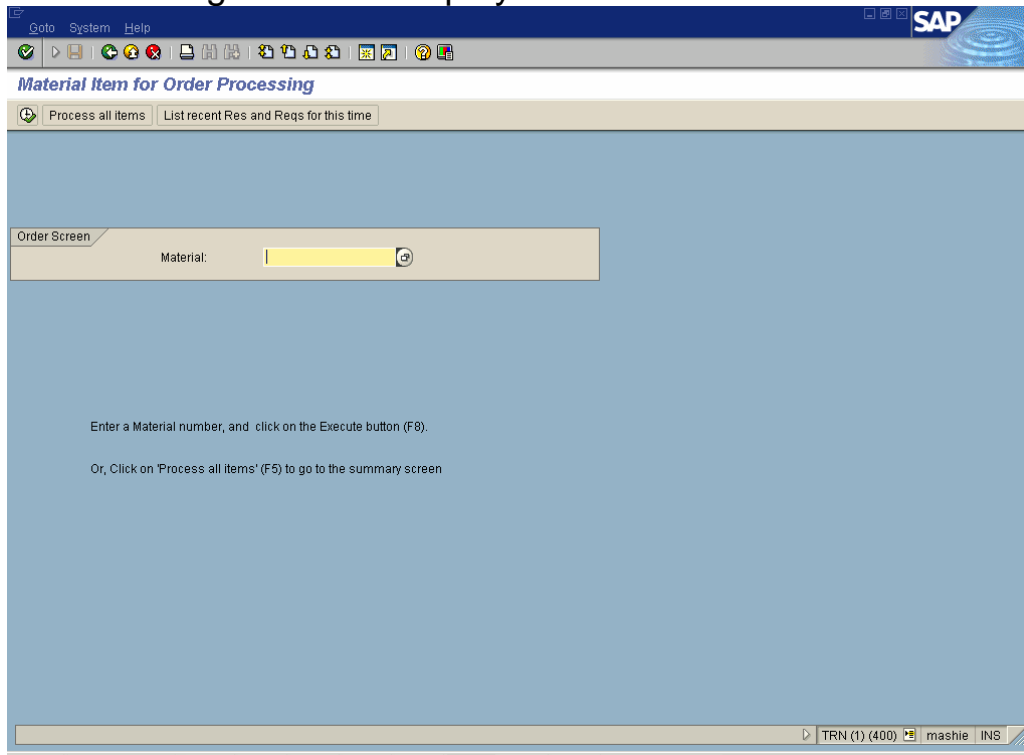 Goto System Help
SAP
Material Item for Order Processing
Process all items List recent Res and Reqs for this time
Order Screen
Material:
Enter a Material number, and click on the Execute button (F8).
Or, Click on 'Process all items' (F5) to go to the summary screen
TRN (1) (400) mashie INS